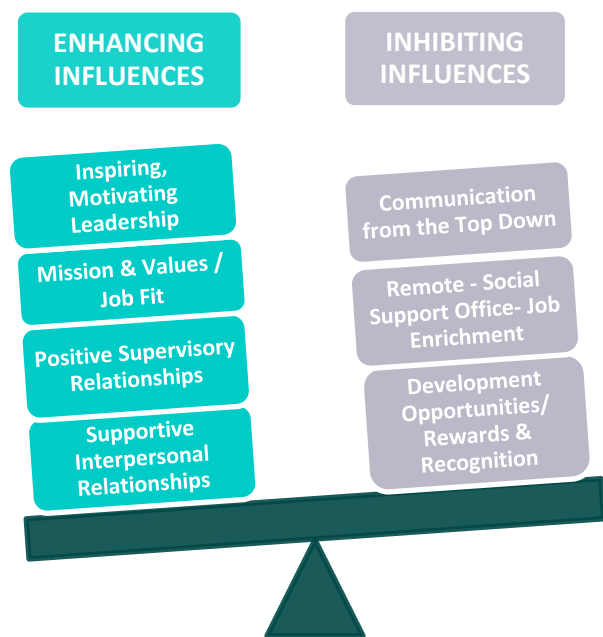 ENHANCING
INFLUENCES
INHIBITING
INFLUENCES
Inspiring,
Motivating
Leadership
Mission & Values /
Job Fit
Positive Supervisory
Relationships
Supportive
Interpersonal
Relationships
Communication
from the Top Down
Remote - Social
Support Office- Job
Enrichment
Development
Opportunities/
Rewards &
Recognition